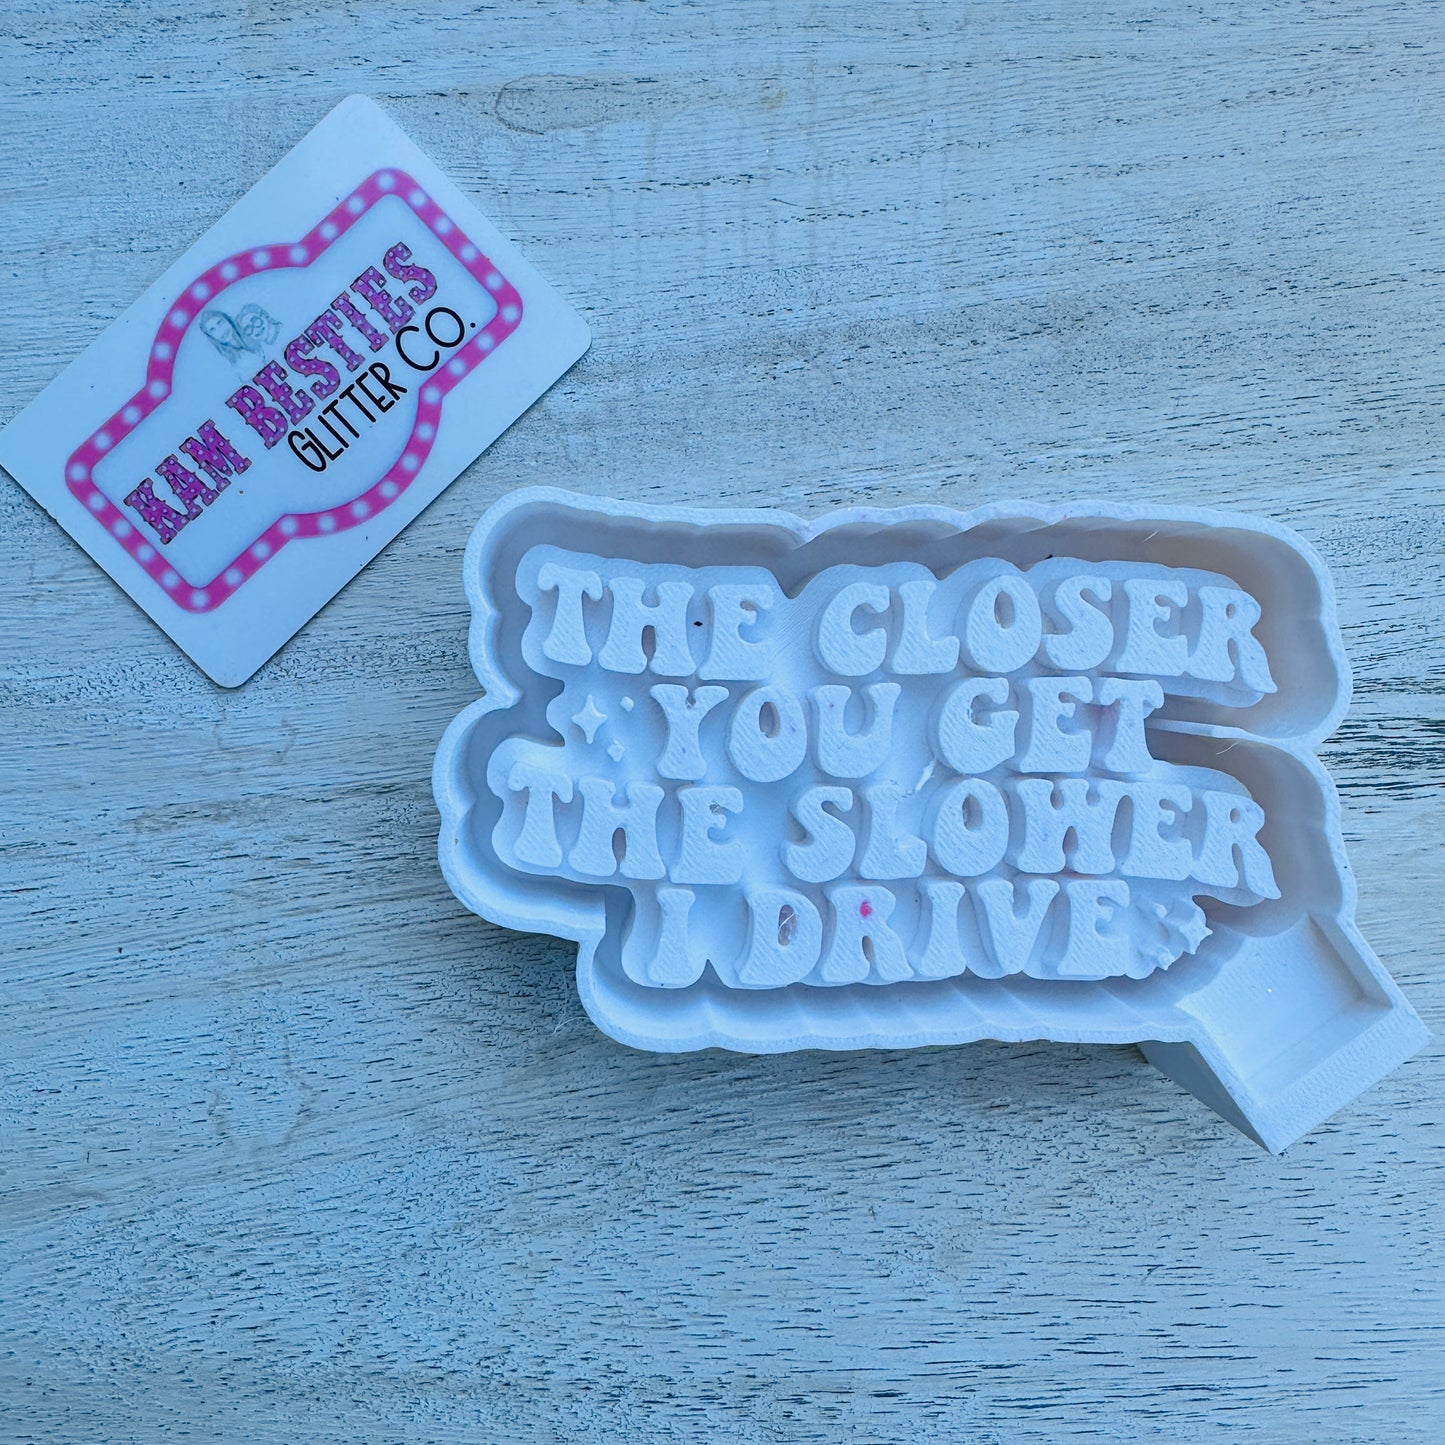 KAM BESTIES
GLITTER CO.
THE CLOSER
YOU GET
THE SLOWER
I DRIVE